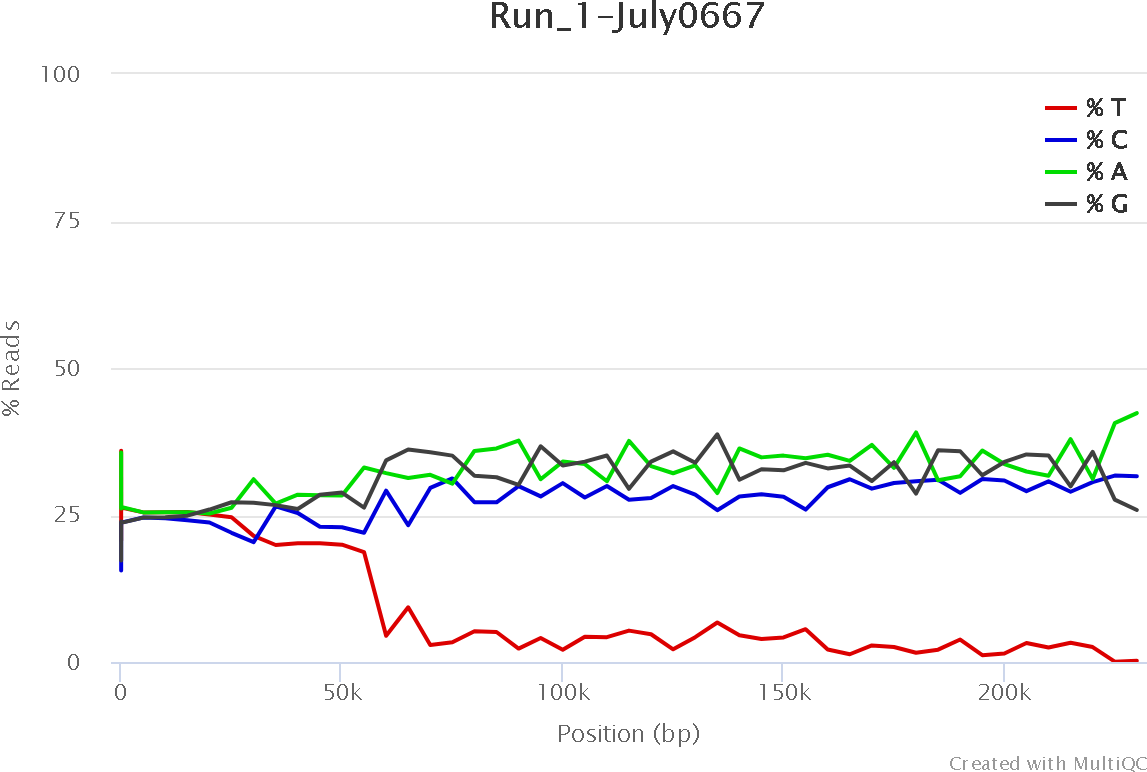 Run_1-July0667
100
75
50
25
0
% Reads
% T
% C
% A
% G
0
50k
100k
150k
200k
Position (bp)
Created with MultiQC